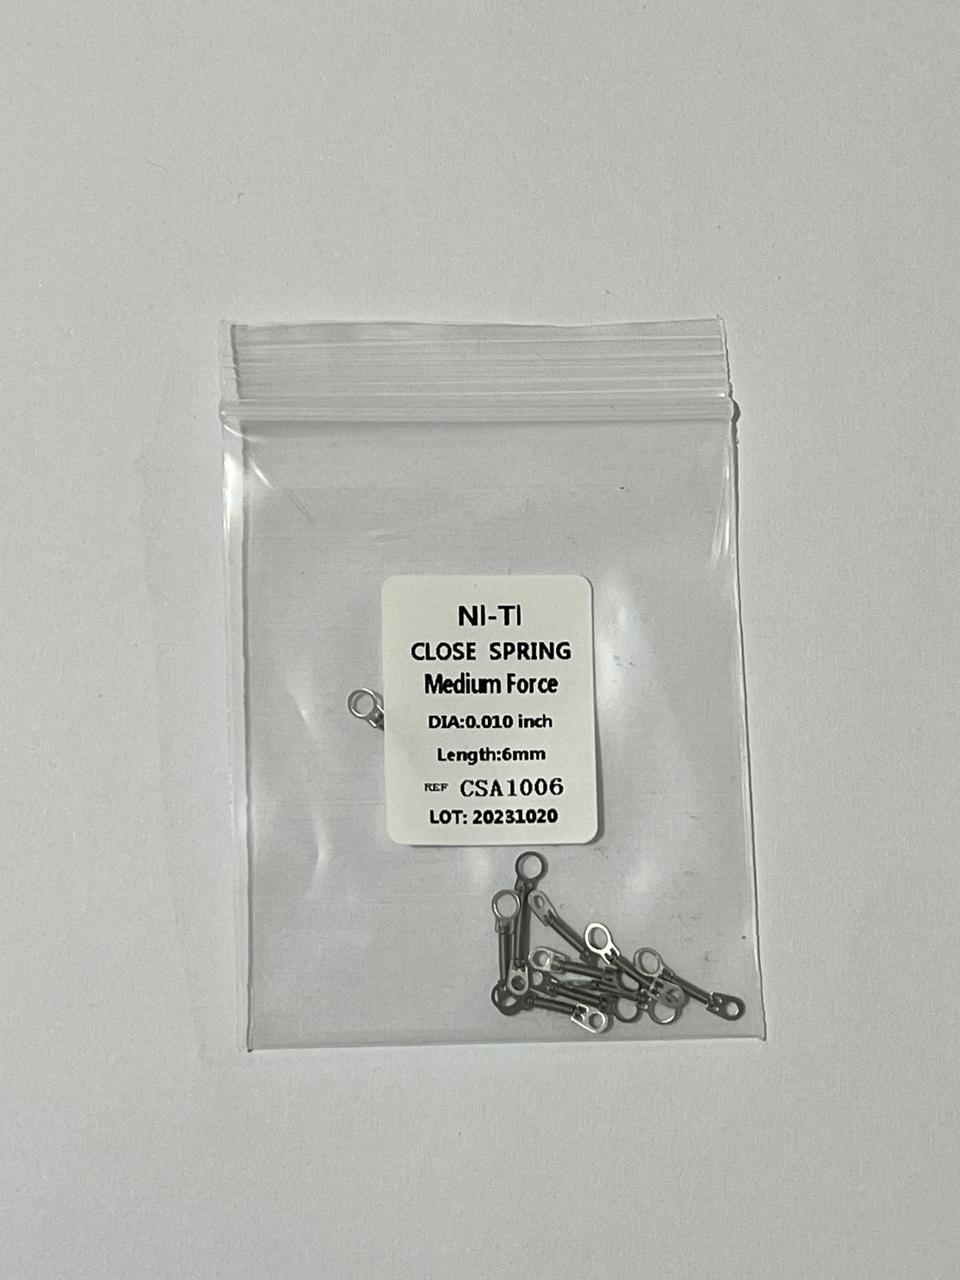 NI-TI
CLOSE SPRING
Medium Force
DIA:0.010 inch
Length:6mm
REF CSA1006
LOT: 20231020